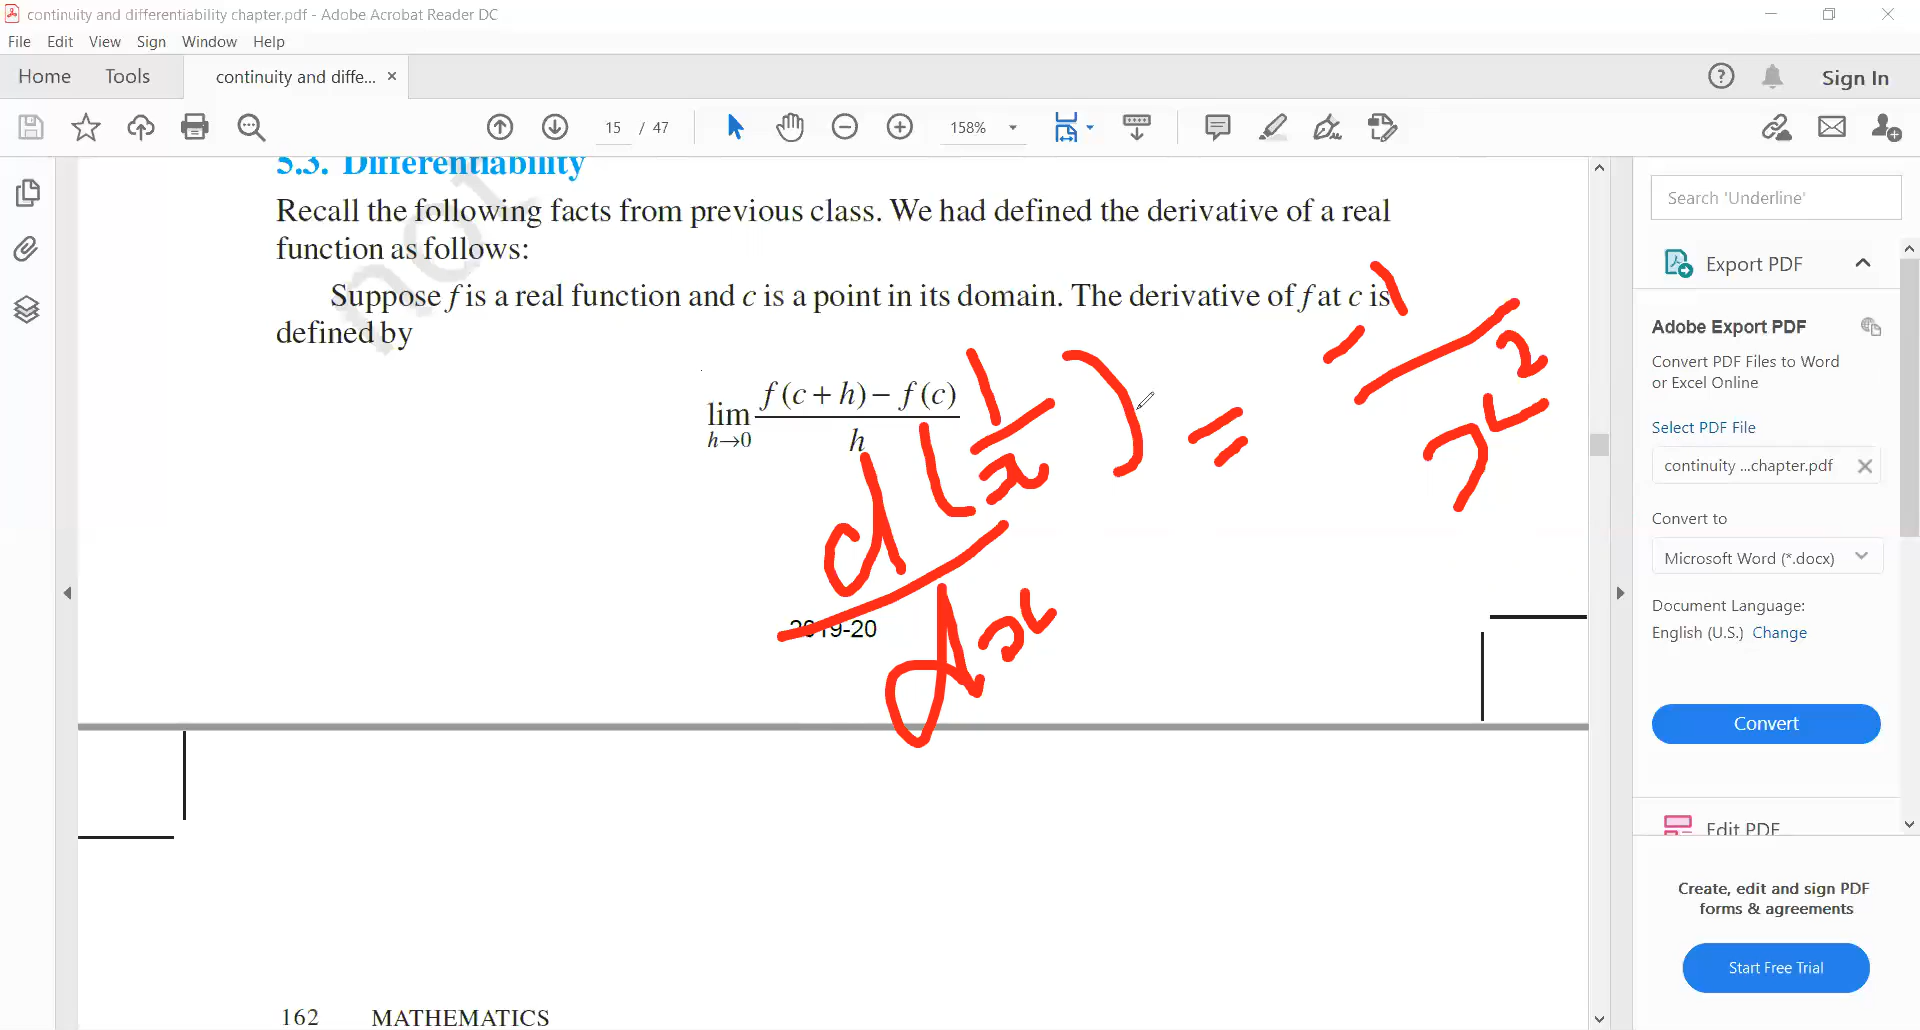 continuity and differentiability chapter.pdf - Adobe Acrobat Reader DC
File Edit View Sign Window Help
Home Tools continuity and diffe... × Sign In
15 / 47 158%
5.3. Differentiability
Recall the following facts from previous class. We had defined the derivative of a real
function as follows:
Suppose f is a real function and c is a point in its domain. The derivative of f at c is
defined by
lim h→0 f(c + h) − f(c) / h
d/dx (1/x) = -1/x²
2019-20
not
162 MATHEMATICS
Search 'Underline'
Export PDF
Adobe Export PDF
Convert PDF Files to Word
or Excel Online
Select PDF File
continuity ...chapter.pdf
Convert to
Microsoft Word (*.docx)
Document Language:
English (U.S.) Change
Convert
Edit PDF
Create, edit and sign PDF
forms & agreements
Start Free Trial